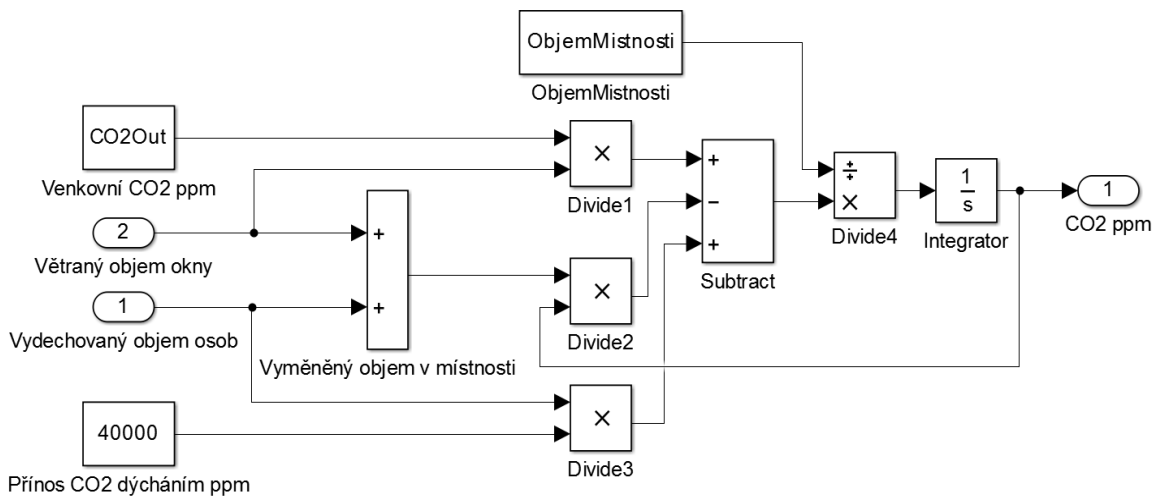 ObjemMistnosti
ObjemMistnosti
CO2Out
Venkovní CO2 ppm
×
Divide1
+
−
+
Subtract
÷
×
Divide4
1
s
Integrator
1
CO2 ppm
2
Větraný objem okny
+
+
Vyměněný objem v místnosti
1
Vydechovaný objem osob
×
Divide2
40000
Přínos CO2 dýcháním ppm
×
Divide3